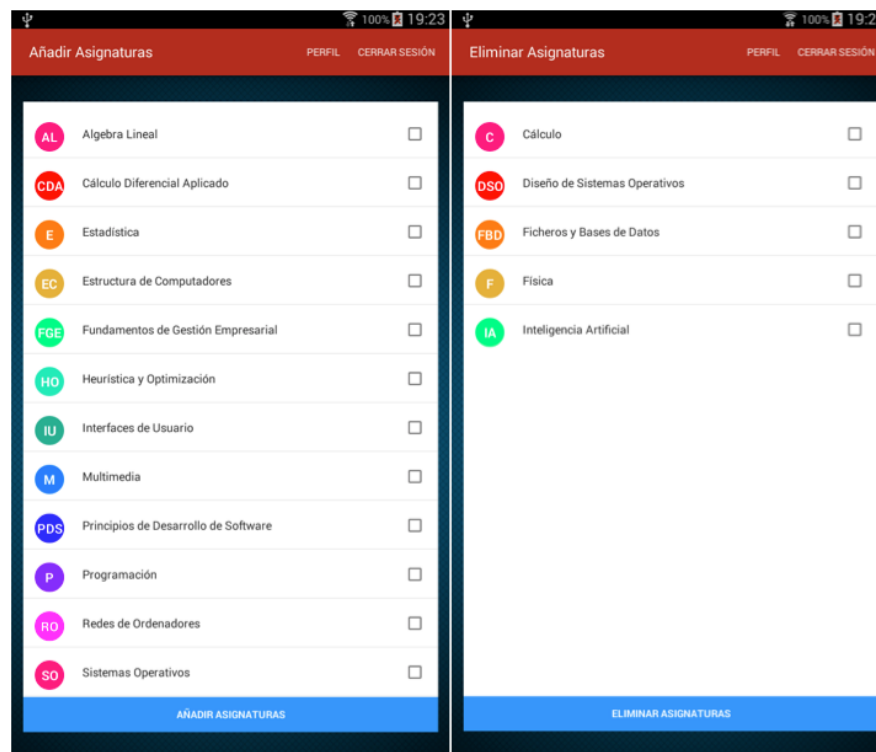 100% 19:23
Añadir Asignaturas PERFIL CERRAR SESIÓN
AL Algebra Lineal
CDA Cálculo Diferencial Aplicado
E Estadística
EC Estructura de Computadores
FGE Fundamentos de Gestión Empresarial
HO Heurística y Optimización
IU Interfaces de Usuario
M Multimedia
PDS Principios de Desarrollo de Software
P Programación
RO Redes de Ordenadores
SO Sistemas Operativos
AÑADIR ASIGNATURAS
100% 19:2
Eliminar Asignaturas PERFIL CERRAR SESIÓN
C Cálculo
DSO Diseño de Sistemas Operativos
FBD Ficheros y Bases de Datos
F Física
IA Inteligencia Artificial
ELIMINAR ASIGNATURAS